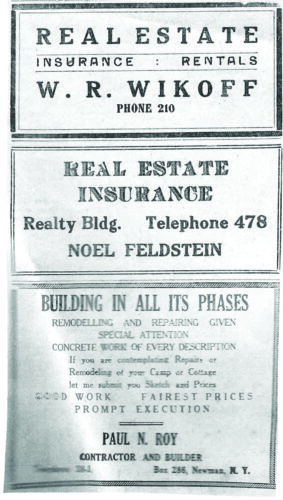 REAL ESTATE
INSURANCE : RENTALS
W. R. WIKOFF
PHONE 210
REAL ESTATE
INSURANCE
Realty Bldg. Telephone 478
NOEL FELDSTEIN
BUILDING IN ALL ITS PHASES
REMODELLING AND REPAIRING GIVEN
SPECIAL ATTENTION
CONCRETE WORK OF EVERY DESCRIPTION
If you are contemplating Repairs or
Remodeling of your Camp or Cottage
let me submit you Sketch and Prices
GOOD WORK FAIREST PRICES
PROMPT EXECUTION
PAUL N. ROY
CONTRACTOR AND BUILDER
Box 286, Newman, N. Y.